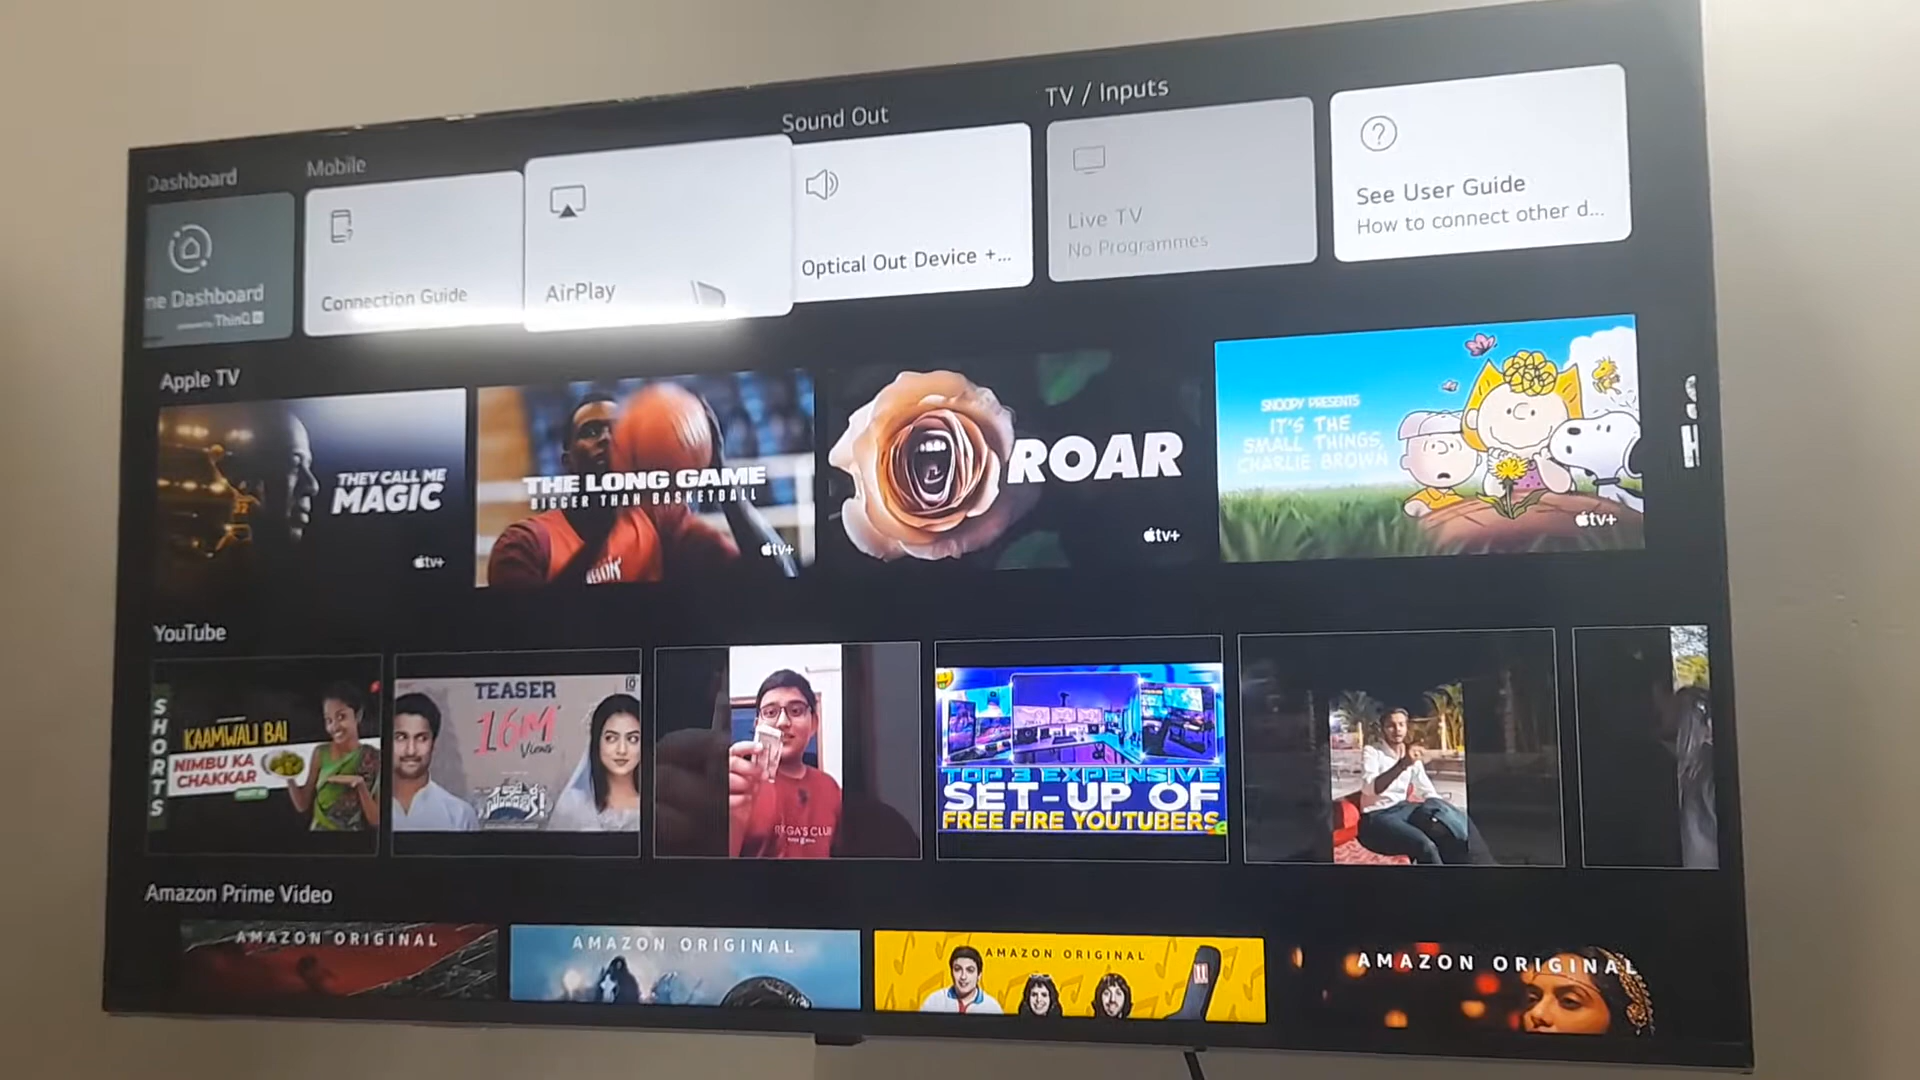 Dashboard
Mobile
Sound Out
TV / Inputs
me Dashboard
ThinQ
Connection Guide
AirPlay
Optical Out Device +...
Live TV
No Programmes
See User Guide
How to connect other d...
Apple TV
THEY CALL ME
MAGIC
tv+
THE LONG GAME
BIGGER THAN BASKETBALL
tv+
ROAR
tv+
SNOOPY PRESENTS
IT'S THE
SMALL THINGS,
CHARLIE BROWN
tv+
YouTube
SHORTS
KAAMWALI BAI
NIMBU KA
CHAKKAR
TEASER
16M+
Views
TOP 3 EXPENSIVE
SET-UP OF
FREE FIRE YOUTUBERS
Amazon Prime Video
AMAZON ORIGINAL
AMAZON ORIGINAL
AMAZON ORIGINAL
AMAZON ORIGINAL